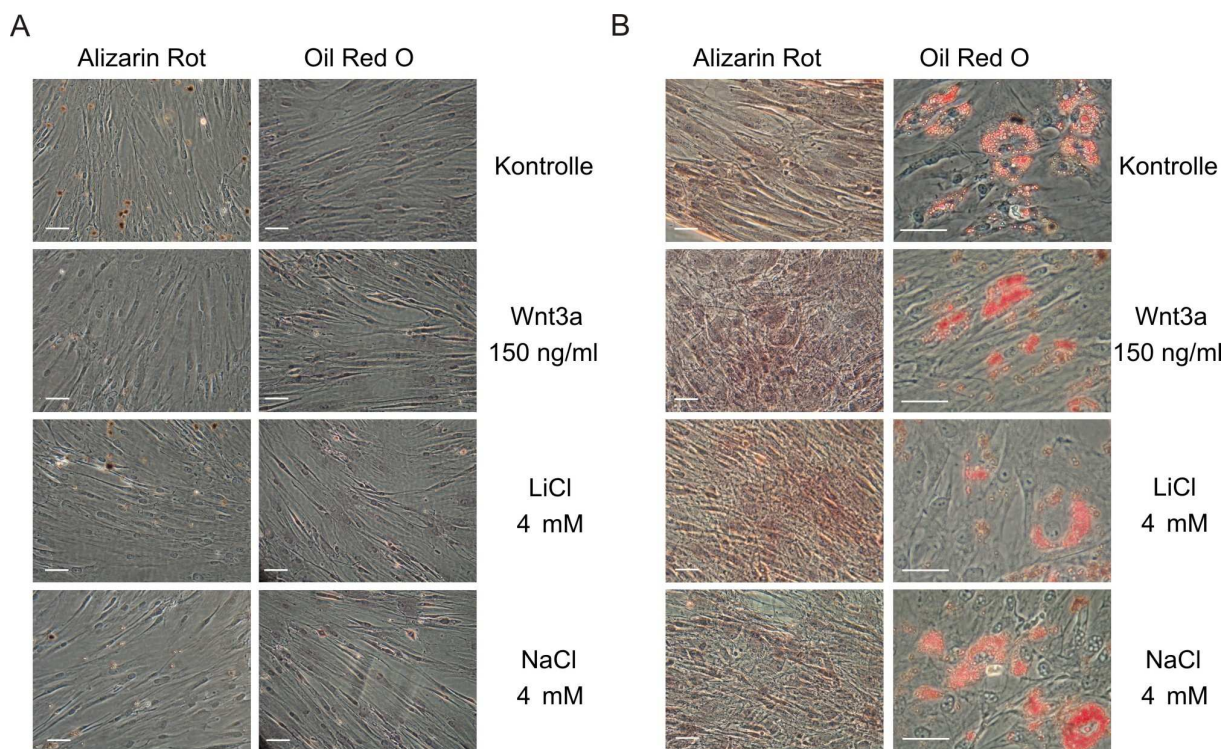 A
Alizarin Rot
Oil Red O
Kontrolle
Wnt3a
150 ng/ml
LiCl
4 mM
NaCl
4 mM
B
Alizarin Rot
Oil Red O
Kontrolle
Wnt3a
150 ng/ml
LiCl
4 mM
NaCl
4 mM